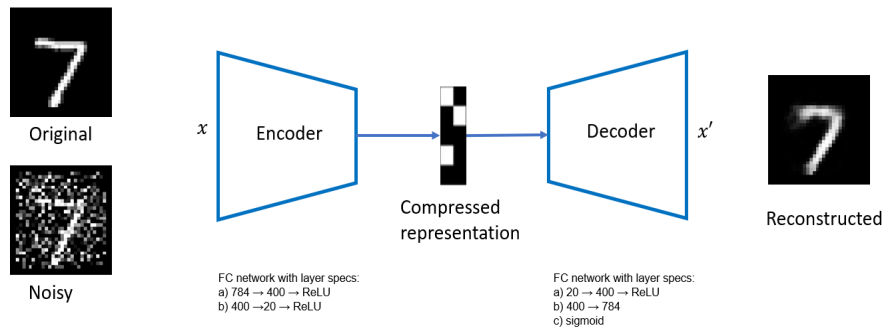 Original
Noisy
x
Encoder
Compressed
representation
Decoder
x′
Reconstructed
FC network with layer specs:
a) 784 → 400 → ReLU
b) 400 →20 → ReLU
FC network with layer specs:
a) 20 → 400 → ReLU
b) 400 → 784
c) sigmoid